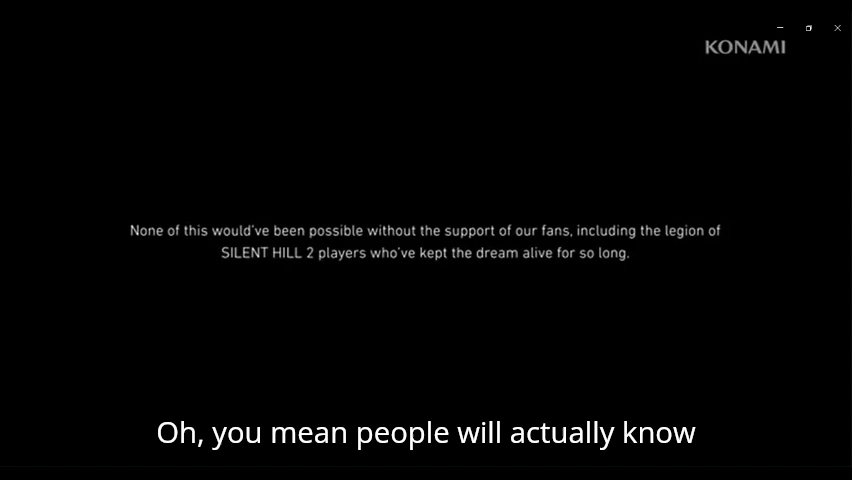 KONAMI
None of this would've been possible without the support of our fans, including the legion of
SILENT HILL 2 players who've kept the dream alive for so long.
Oh, you mean people will actually know